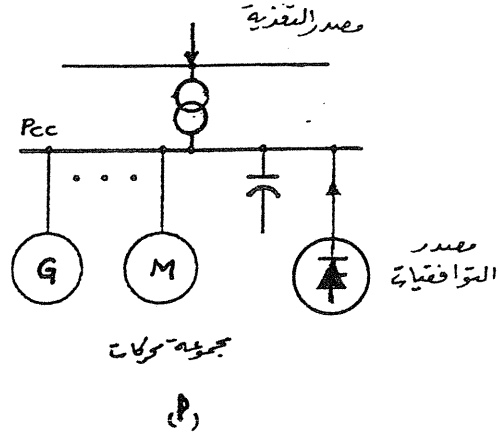 مصدر التغذية
Pcc
G
M
مصدر
التوافقيات
مجموعة محركات
(أ)